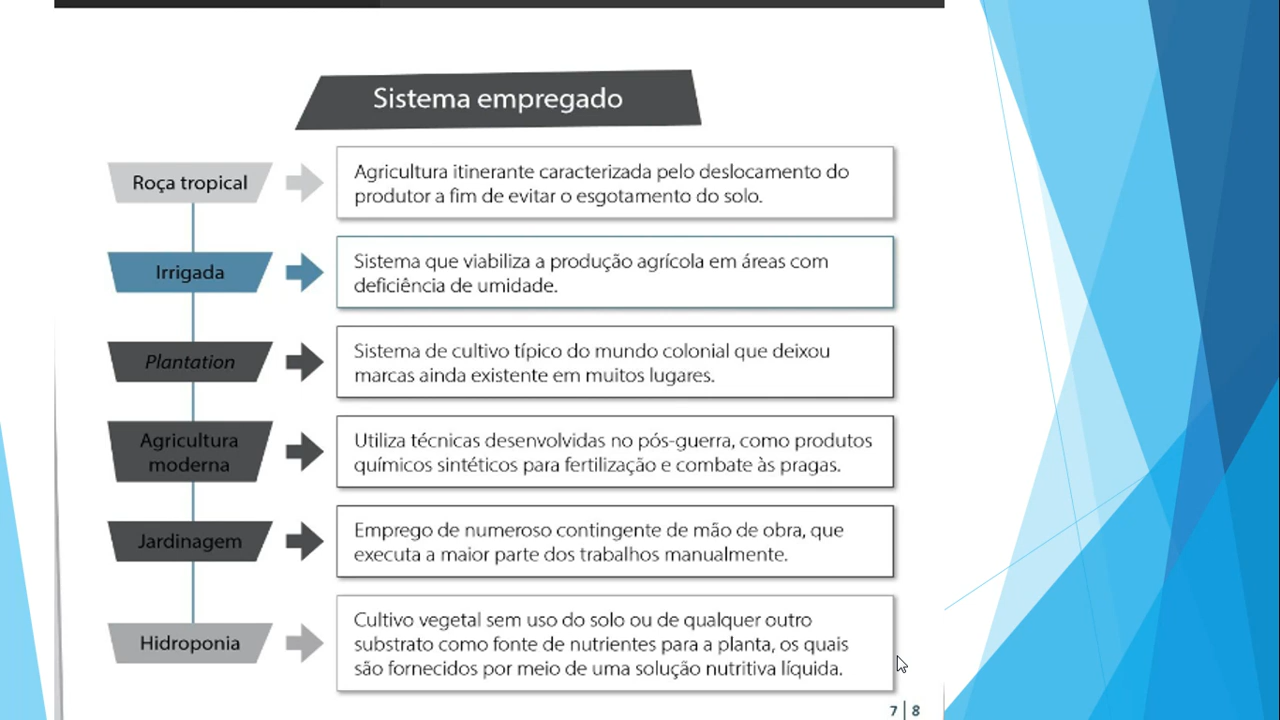 Sistema empregado
Roça tropical
Agricultura itinerante caracterizada pelo deslocamento do
produtor a fim de evitar o esgotamento do solo.
Irrigada
Sistema que viabiliza a produção agrícola em áreas com
deficiência de umidade.
Plantation
Sistema de cultivo típico do mundo colonial que deixou
marcas ainda existente em muitos lugares.
Agricultura
moderna
Utiliza técnicas desenvolvidas no pós-guerra, como produtos
químicos sintéticos para fertilização e combate às pragas.
Jardinagem
Emprego de numeroso contingente de mão de obra, que
executa a maior parte dos trabalhos manualmente.
Hidroponia
Cultivo vegetal sem uso do solo ou de qualquer outro
substrato como fonte de nutrientes para a planta, os quais
são fornecidos por meio de uma solução nutritiva líquida.
7 | 8